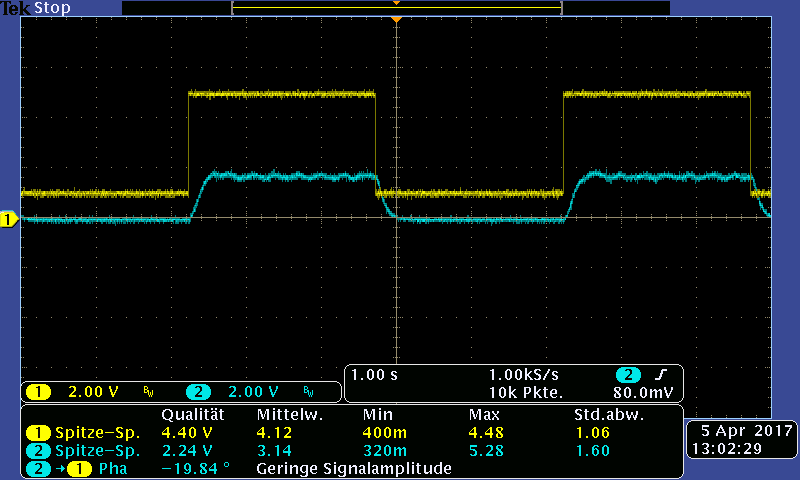 Tek Stop
1
1 2.00 V BW 2 2.00 V BW
1.00 s 1.00kS/s 2
10k Pkte. 80.0mV
Qualität Mittelw. Min Max Std.abw.
1 Spitze-Sp. 4.40 V 4.12 400m 4.48 1.06
2 Spitze-Sp. 2.24 V 3.14 320m 5.28 1.60
2 → 1 Pha -19.84 ° Geringe Signalamplitude
5 Apr 2017
13:02:29